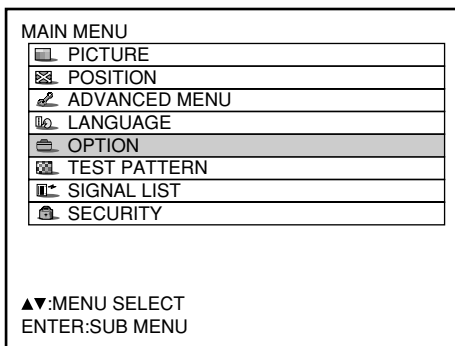 MAIN MENU
PICTURE
POSITION
ADVANCED MENU
LANGUAGE
OPTION
TEST PATTERN
SIGNAL LIST
SECURITY
▲▼:MENU SELECT
ENTER:SUB MENU